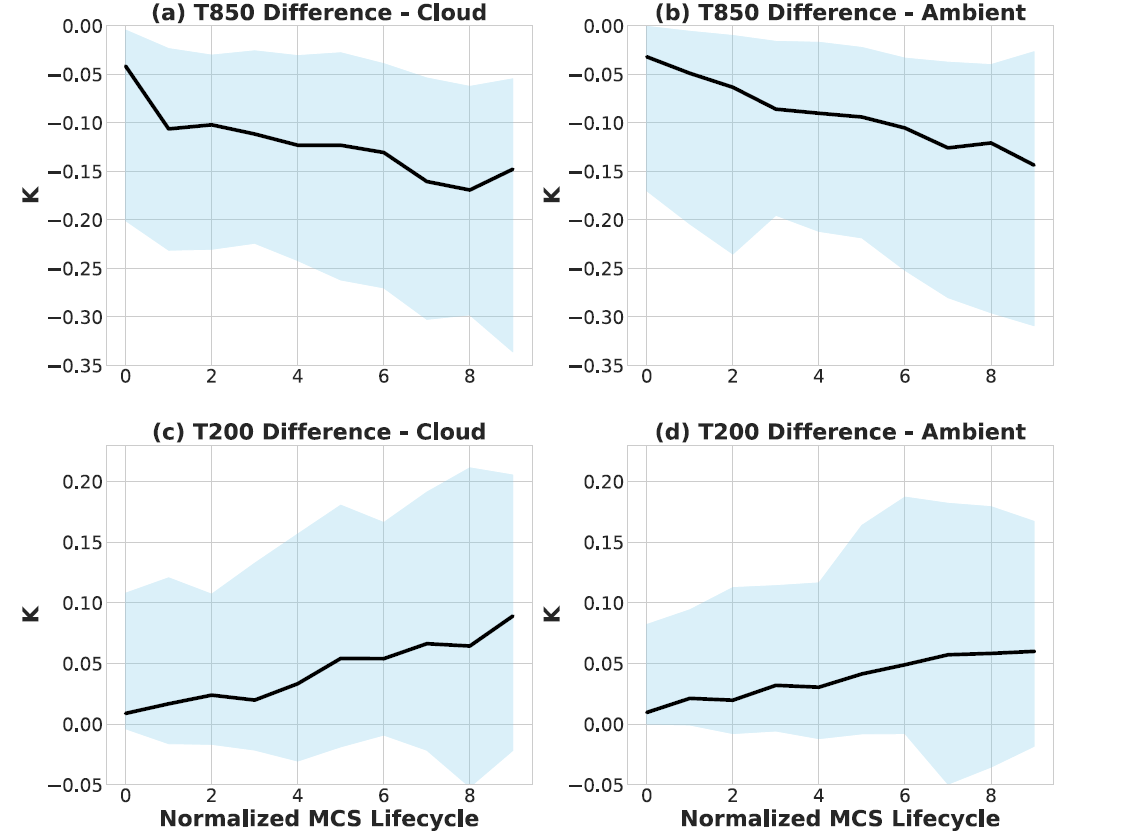 (a) T850 Difference - Cloud
0.00
−0.05
−0.10
−0.15
−0.20
−0.25
−0.30
−0.35
K
0 2 4 6 8
(b) T850 Difference - Ambient
0.00
−0.05
−0.10
−0.15
−0.20
−0.25
−0.30
−0.35
K
0 2 4 6 8
(c) T200 Difference - Cloud
0.20
0.15
0.10
0.05
0.00
−0.05
K
0 2 4 6 8
Normalized MCS Lifecycle
(d) T200 Difference - Ambient
0.20
0.15
0.10
0.05
0.00
−0.05
K
0 2 4 6 8
Normalized MCS Lifecycle